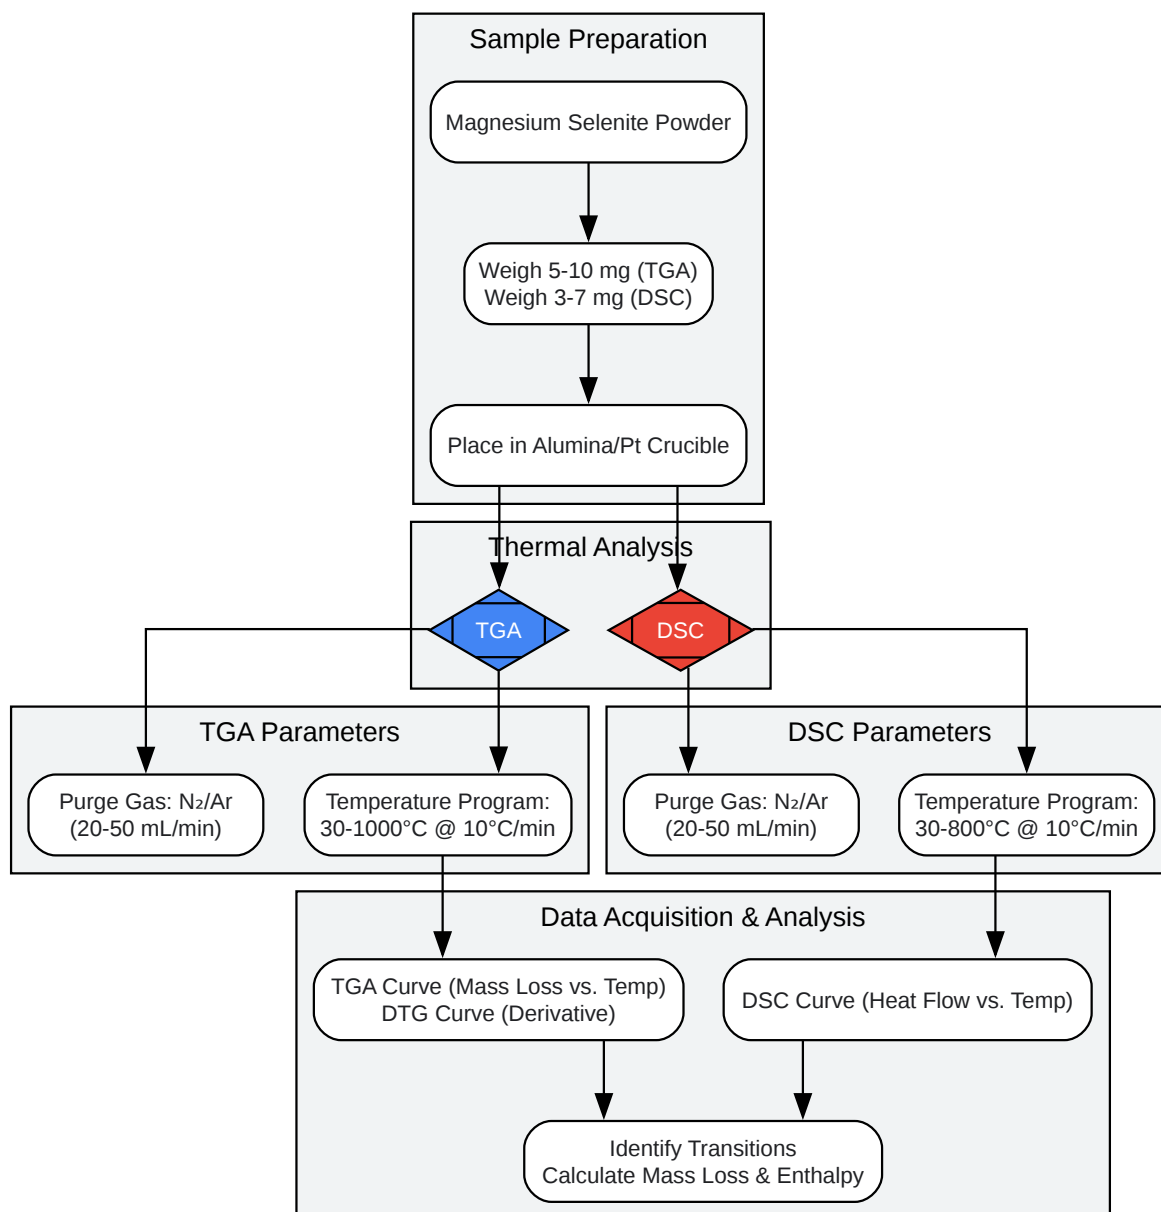 Sample Preparation
Magnesium Selenite Powder
Weigh 5-10 mg (TGA)
Weigh 3-7 mg (DSC)
Place in Alumina/Pt Crucible
Thermal Analysis
TGA
DSC
TGA Parameters
Purge Gas: N₂/Ar
(20-50 mL/min)
Temperature Program:
30-1000°C @ 10°C/min
DSC Parameters
Purge Gas: N₂/Ar
(20-50 mL/min)
Temperature Program:
30-800°C @ 10°C/min
Data Acquisition & Analysis
TGA Curve (Mass Loss vs. Temp)
DTG Curve (Derivative)
DSC Curve (Heat Flow vs. Temp)
Identify Transitions
Calculate Mass Loss & Enthalpy